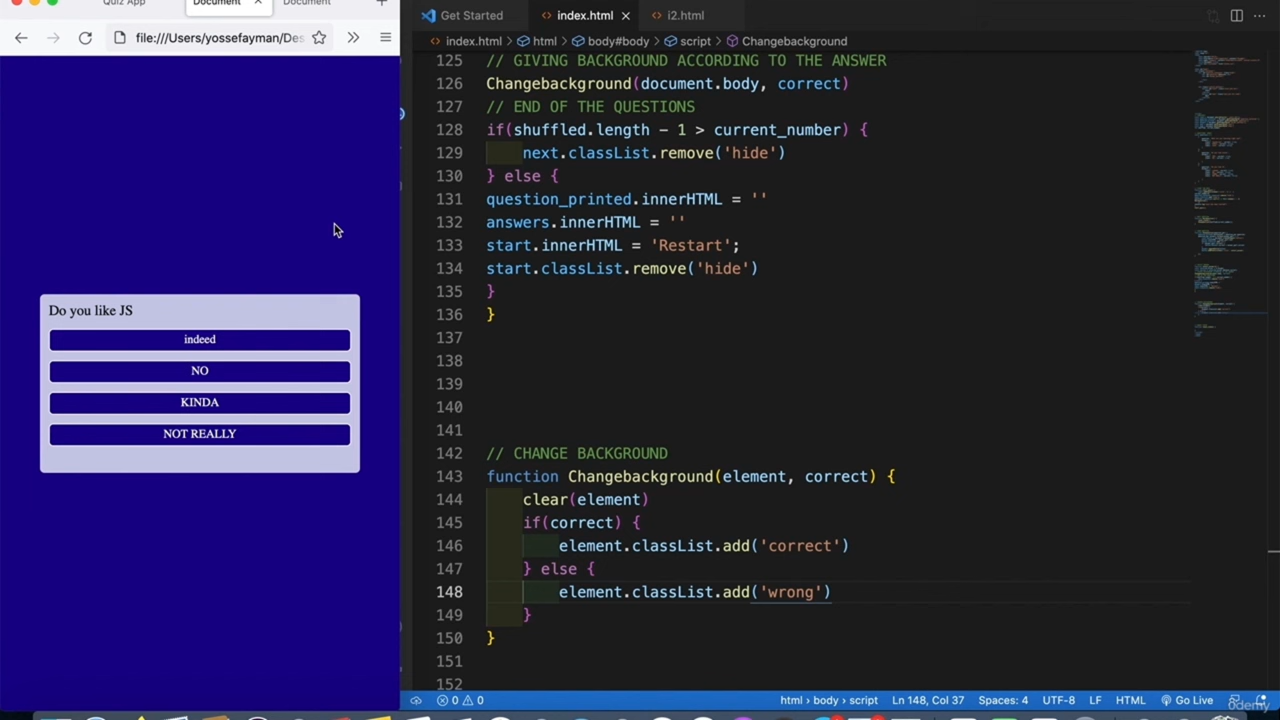 Quiz App
Document
Document
file:///Users/yossefayman/Des
Do you like JS
indeed
NO
KINDA
NOT REALLY
Get Started
index.html
i2.html
index.html > html > body#body > script > Changebackground
125 // GIVING BACKGROUND ACCORDING TO THE ANSWER
126 Changebackground(document.body, correct)
127 // END OF THE QUESTIONS
128 if(shuffled.length - 1 > current_number) {
129 next.classList.remove('hide')
130 } else {
131 question_printed.innerHTML = ''
132 answers.innerHTML = ''
133 start.innerHTML = 'Restart';
134 start.classList.remove('hide')
135 }
136 }
137
138
139
140
141
142 // CHANGE BACKGROUND
143 function Changebackground(element, correct) {
144 clear(element)
145 if(correct) {
146 element.classList.add('correct')
147 } else {
148 element.classList.add('wrong')
149 }
150 }
151
152
0 0
html > body > script
Ln 148, Col 37
Spaces: 4
UTF-8
LF
HTML
Go Live
udemy